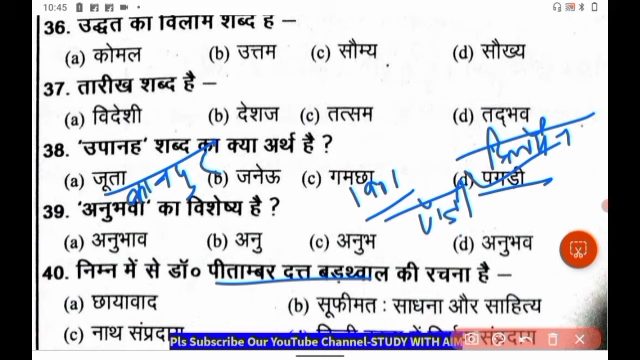 10:45
36. उद्धत का विलोम शब्द है –
(a) कोमल (b) उत्तम (c) सौम्य (d) सौख्य
37. तारीख शब्द है –
(a) विदेशी (b) देशज (c) तत्सम (d) तद्भव
38. 'उपानह' शब्द का क्या अर्थ है ?
(a) जूता (b) जनेऊ (c) गमछा (d) पगडी
कानपुर
39. 'अनुभवी' का विशेष्य है ?
(a) अनुभाव (b) अनु (c) अनुभ (d) अनुभव
40. निम्न में से डॉ० पीताम्बर दत्त बड़थ्वाल की रचना है –
(a) छायावाद (b) सूफीमत : साधना और साहित्य
(c) नाथ संप्रदाय
Pls Subscribe Our YouTube Channel-STUDY WITH AIM